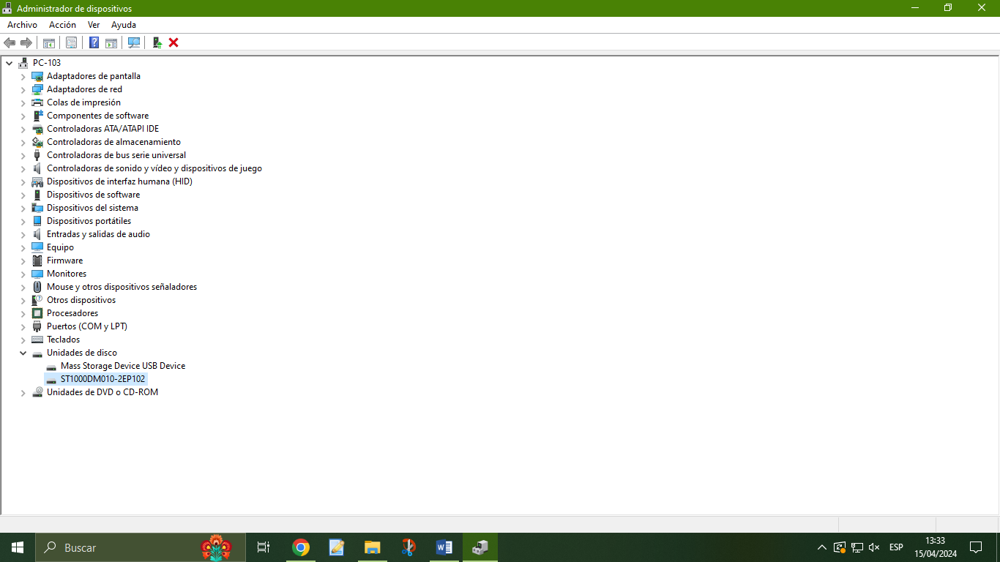 Administrador de dispositivos
Archivo Acción Ver Ayuda
PC-103
Adaptadores de pantalla
Adaptadores de red
Colas de impresión
Componentes de software
Controladoras ATA/ATAPI IDE
Controladoras de almacenamiento
Controladoras de bus serie universal
Controladoras de sonido y vídeo y dispositivos de juego
Dispositivos de interfaz humana (HID)
Dispositivos de software
Dispositivos del sistema
Dispositivos portátiles
Entradas y salidas de audio
Equipo
Firmware
Monitores
Mouse y otros dispositivos señaladores
Otros dispositivos
Procesadores
Puertos (COM y LPT)
Teclados
Unidades de disco
Mass Storage Device USB Device
ST1000DM010-2EP102
Unidades de DVD o CD-ROM
Buscar
ESP
13:33
15/04/2024